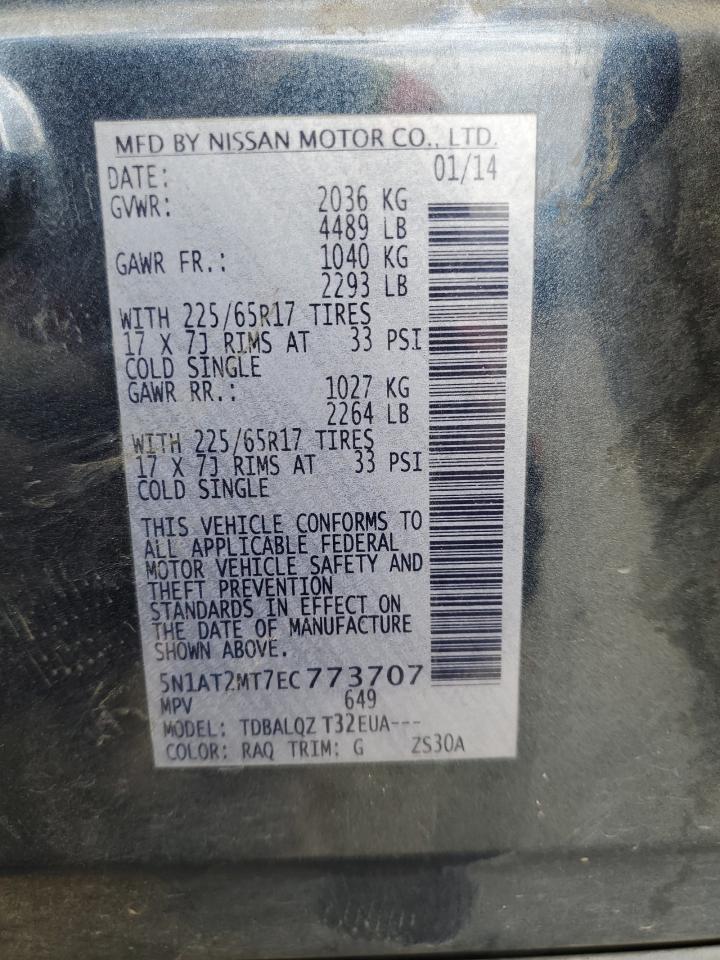 MFD BY NISSAN MOTOR CO., LTD.
DATE: 01/14
GVWR: 2036 KG
4489 LB
GAWR FR.: 1040 KG
2293 LB
WITH 225/65R17 TIRES
17 X 7J RIMS AT 33 PSI
COLD SINGLE
GAWR RR.: 1027 KG
2264 LB
WITH 225/65R17 TIRES
17 X 7J RIMS AT 33 PSI
COLD SINGLE
THIS VEHICLE CONFORMS TO
ALL APPLICABLE FEDERAL
MOTOR VEHICLE SAFETY AND
THEFT PREVENTION
STANDARDS IN EFFECT ON
THE DATE OF MANUFACTURE
SHOWN ABOVE.
5N1AT2MT7EC773707
MPV 649
MODEL: TDBALQZ T32EUA---
COLOR: RAQ TRIM: G ZS30A